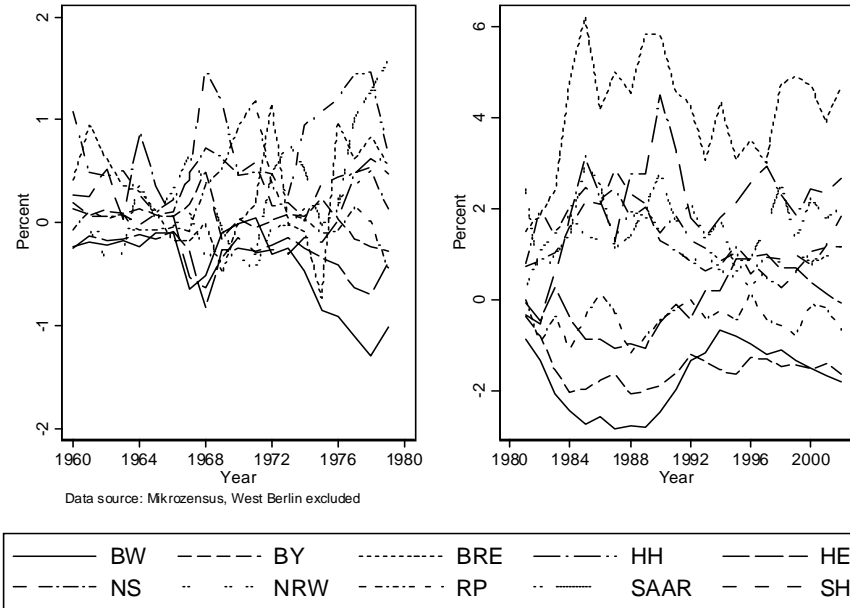 2
1
0
-1
-2
Percent
1960 1964 1968 1972 1976 1980
Year
6
4
2
0
-2
Percent
1980 1984 1988 1992 1996 2000
Year
Data source: Mikrozensus, West Berlin excluded
BW BY BRE HH HE
NS NRW RP SAAR SH